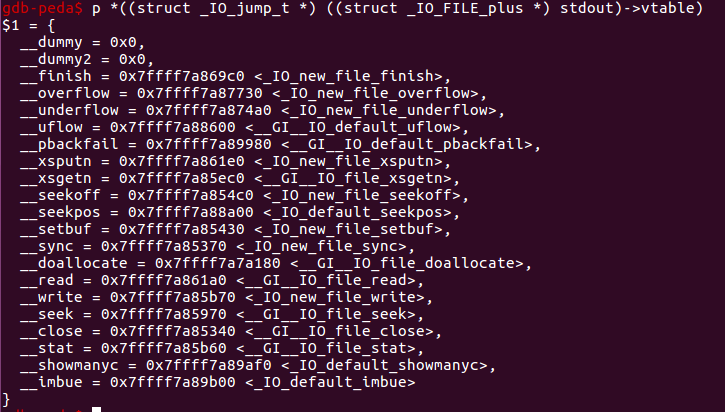 gdb-peda$ p *((struct _IO_jump_t *) ((struct _IO_FILE_plus *) stdout)->vtable)
$1 = {
  __dummy = 0x0,
  __dummy2 = 0x0,
  __finish = 0x7ffff7a869c0 <_IO_new_file_finish>,
  __overflow = 0x7ffff7a87730 <_IO_new_file_overflow>,
  __underflow = 0x7ffff7a874a0 <_IO_new_file_underflow>,
  __uflow = 0x7ffff7a88600 <__GI__IO_default_uflow>,
  __pbackfail = 0x7ffff7a89980 <__GI__IO_default_pbackfail>,
  __xsputn = 0x7ffff7a861e0 <_IO_new_file_xsputn>,
  __xsgetn = 0x7ffff7a85ec0 <__GI__IO_file_xsgetn>,
  __seekoff = 0x7ffff7a854c0 <_IO_new_file_seekoff>,
  __seekpos = 0x7ffff7a88a00 <_IO_default_seekpos>,
  __setbuf = 0x7ffff7a85430 <_IO_new_file_setbuf>,
  __sync = 0x7ffff7a85370 <_IO_new_file_sync>,
  __doallocate = 0x7ffff7a7a180 <__GI__IO_file_doallocate>,
  __read = 0x7ffff7a861a0 <__GI__IO_file_read>,
  __write = 0x7ffff7a85b70 <_IO_new_file_write>,
  __seek = 0x7ffff7a85970 <__GI__IO_file_seek>,
  __close = 0x7ffff7a85340 <__GI__IO_file_close>,
  __stat = 0x7ffff7a85b60 <__GI__IO_file_stat>,
  __showmanyc = 0x7ffff7a89af0 <_IO_default_showmanyc>,
  __imbue = 0x7ffff7a89b00 <_IO_default_imbue>
}
gdb-peda$